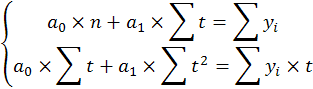 a₀ × n + a₁ × ∑ t = ∑ yᵢ
a₀ × ∑ t + a₁ × ∑ t² = ∑ yᵢ × t